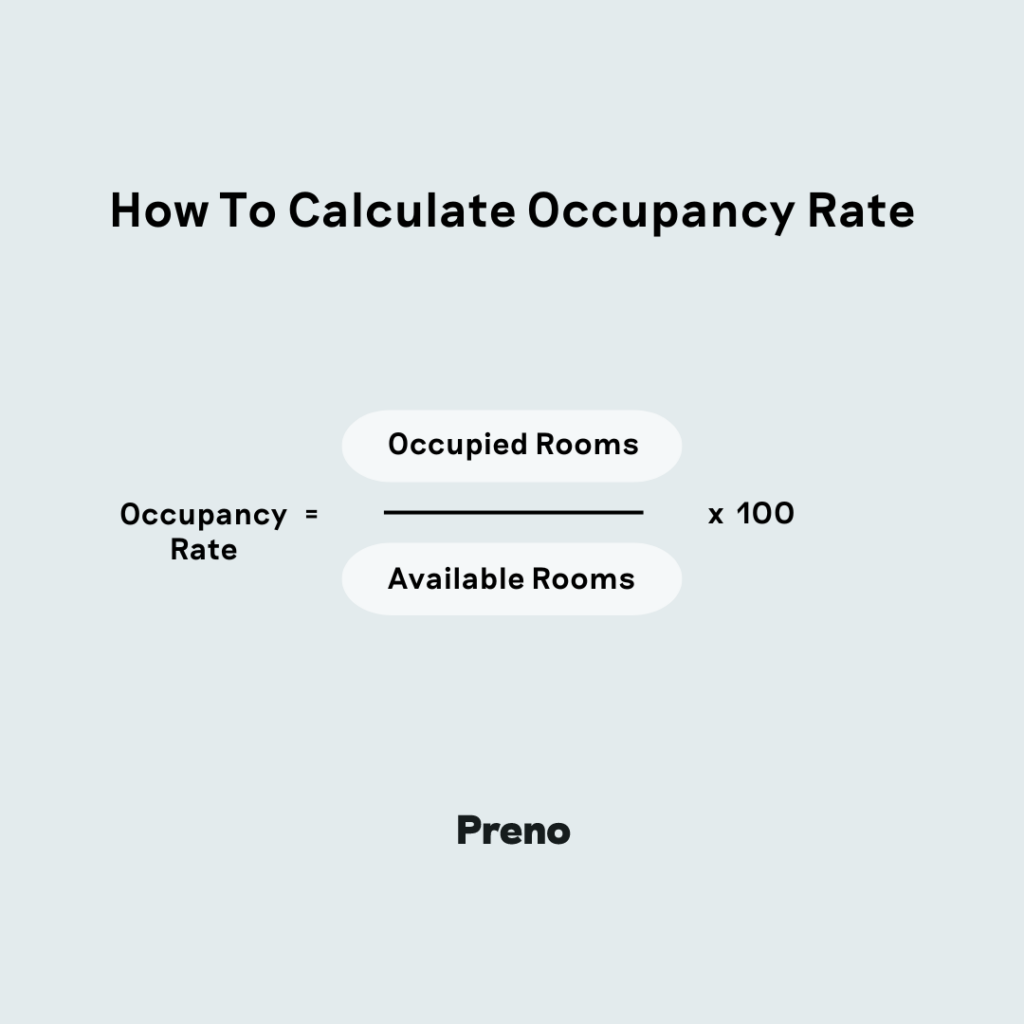 How To Calculate Occupancy Rate
Occupied Rooms
Occupancy =
Rate
x 100
Available Rooms
Preno